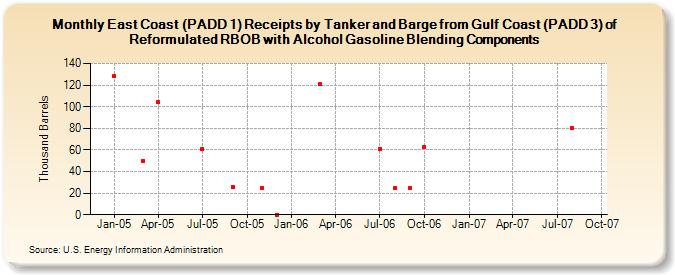 Monthly East Coast (PADD 1) Receipts by Tanker and Barge from Gulf Coast (PADD 3) of
Reformulated RBOB with Alcohol Gasoline Blending Components
Thousand Barrels
140
120
100
80
60
40
20
0
Jan-05 Apr-05 Jul-05 Oct-05 Jan-06 Apr-06 Jul-06 Oct-06 Jan-07 Apr-07 Jul-07 Oct-07
Source: U.S. Energy Information Administration